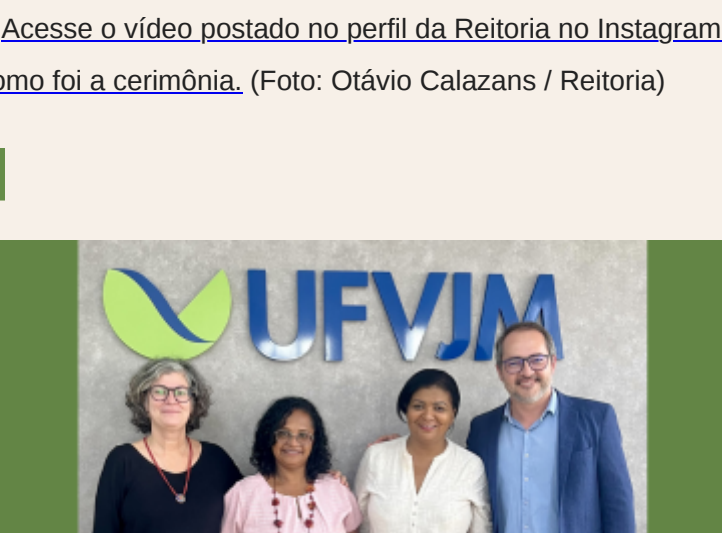 Acesse o vídeo postado no perfil da Reitoria no Instagram
omo foi a cerimônia. (Foto: Otávio Calazans / Reitoria)
UFVJM